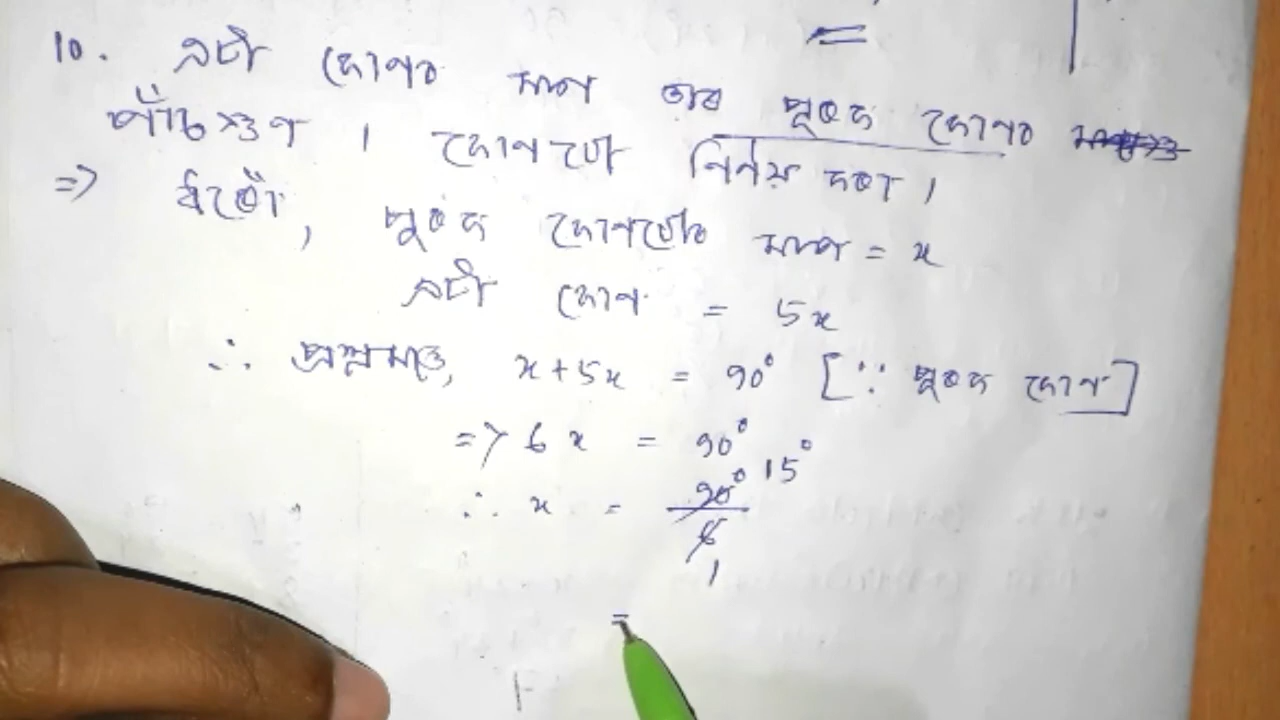 10. এটা কোণৰ মাপ তাৰ পূৰক কোণৰ
পাঁচগুণ । কোণটো নিৰ্ণয় কৰা ।
=> ধৰোঁ, পূৰক কোণটোৰ মাপ = x
এটা কোণ = 5x
∴ প্ৰশ্নমতে, x + 5x = 90° [∵ পূৰক কোণ]
=> 6x = 90°
∴ x = 90°/6 15°
1
=